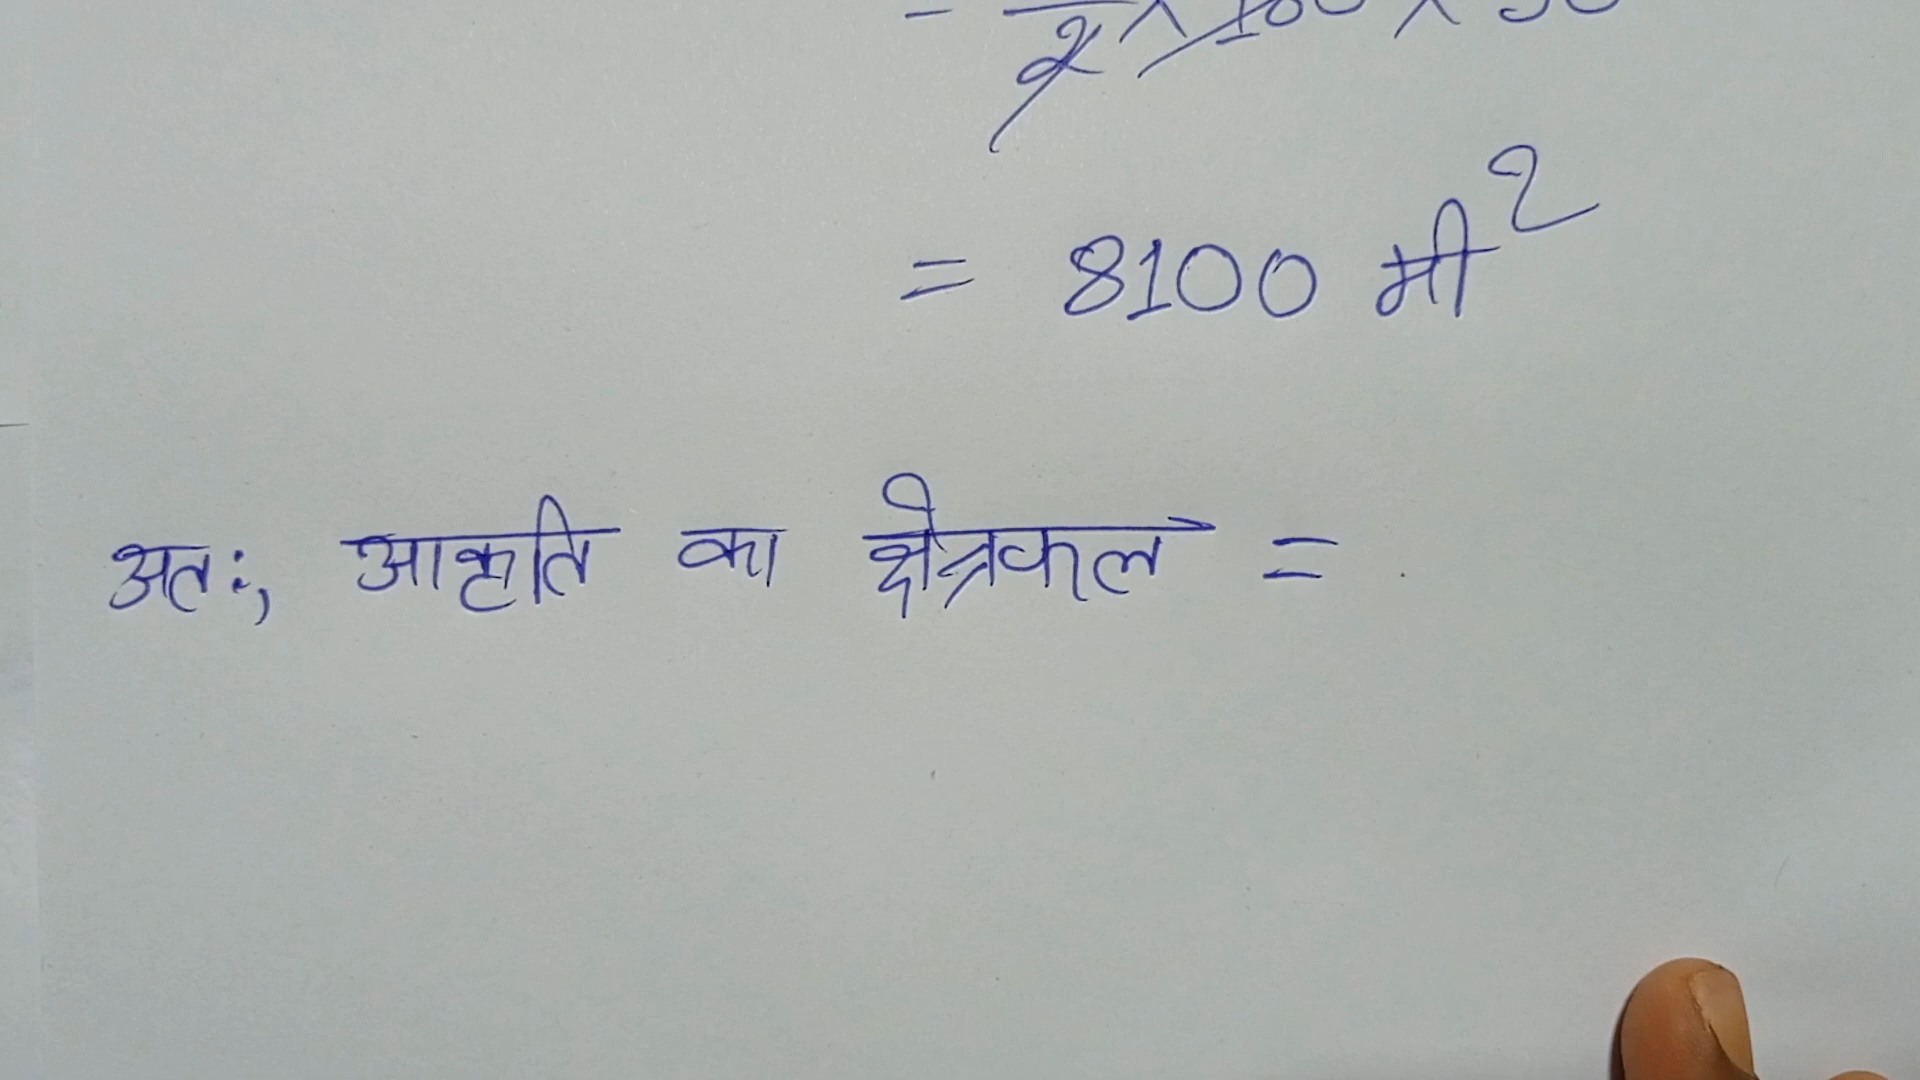 = 8100 मी²
अतः, आकृति का क्षेत्रफल =